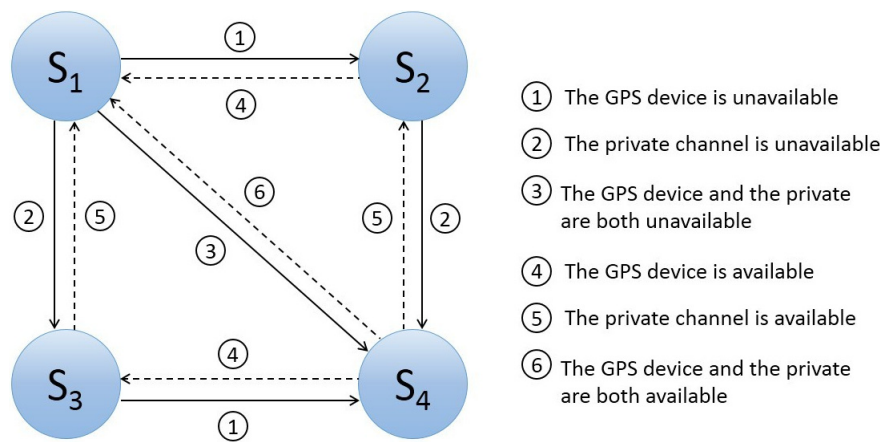 S1
①
S2
④
②
⑤
⑥
③
⑤
②
S3
④
①
S4
① The GPS device is unavailable
② The private channel is unavailable
③ The GPS device and the private
are both unavailable
④ The GPS device is available
⑤ The private channel is available
⑥ The GPS device and the private
are both available